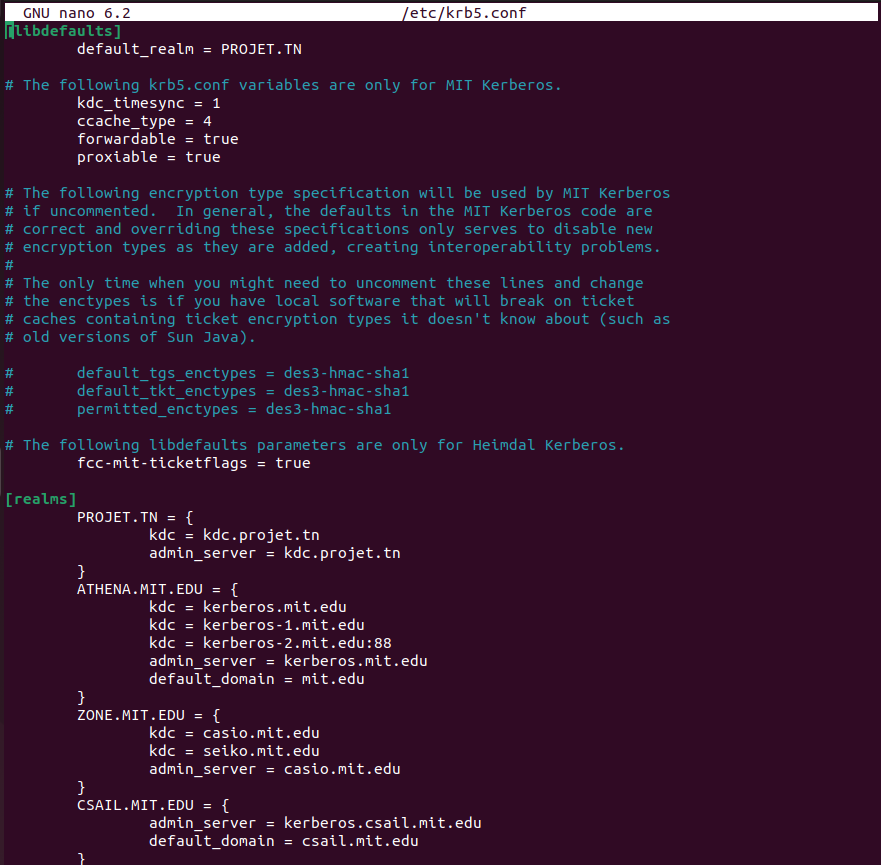 GNU nano 6.2 /etc/krb5.conf
[libdefaults]
        default_realm = PROJET.TN

# The following krb5.conf variables are only for MIT Kerberos.
        kdc_timesync = 1
        ccache_type = 4
        forwardable = true
        proxiable = true

# The following encryption type specification will be used by MIT Kerberos
# if uncommented.  In general, the defaults in the MIT Kerberos code are
# correct and overriding these specifications only serves to disable new
# encryption types as they are added, creating interoperability problems.
#
# The only time when you might need to uncomment these lines and change
# the enctypes is if you have local software that will break on ticket
# caches containing ticket encryption types it doesn't know about (such as
# old versions of Sun Java).

#       default_tgs_enctypes = des3-hmac-sha1
#       default_tkt_enctypes = des3-hmac-sha1
#       permitted_enctypes = des3-hmac-sha1

# The following libdefaults parameters are only for Heimdal Kerberos.
        fcc-mit-ticketflags = true

[realms]
        PROJET.TN = {
                kdc = kdc.projet.tn
                admin_server = kdc.projet.tn
        }
        ATHENA.MIT.EDU = {
                kdc = kerberos.mit.edu
                kdc = kerberos-1.mit.edu
                kdc = kerberos-2.mit.edu:88
                admin_server = kerberos.mit.edu
                default_domain = mit.edu
        }
        ZONE.MIT.EDU = {
                kdc = casio.mit.edu
                kdc = seiko.mit.edu
                admin_server = casio.mit.edu
        }
        CSAIL.MIT.EDU = {
                admin_server = kerberos.csail.mit.edu
                default_domain = csail.mit.edu
        }